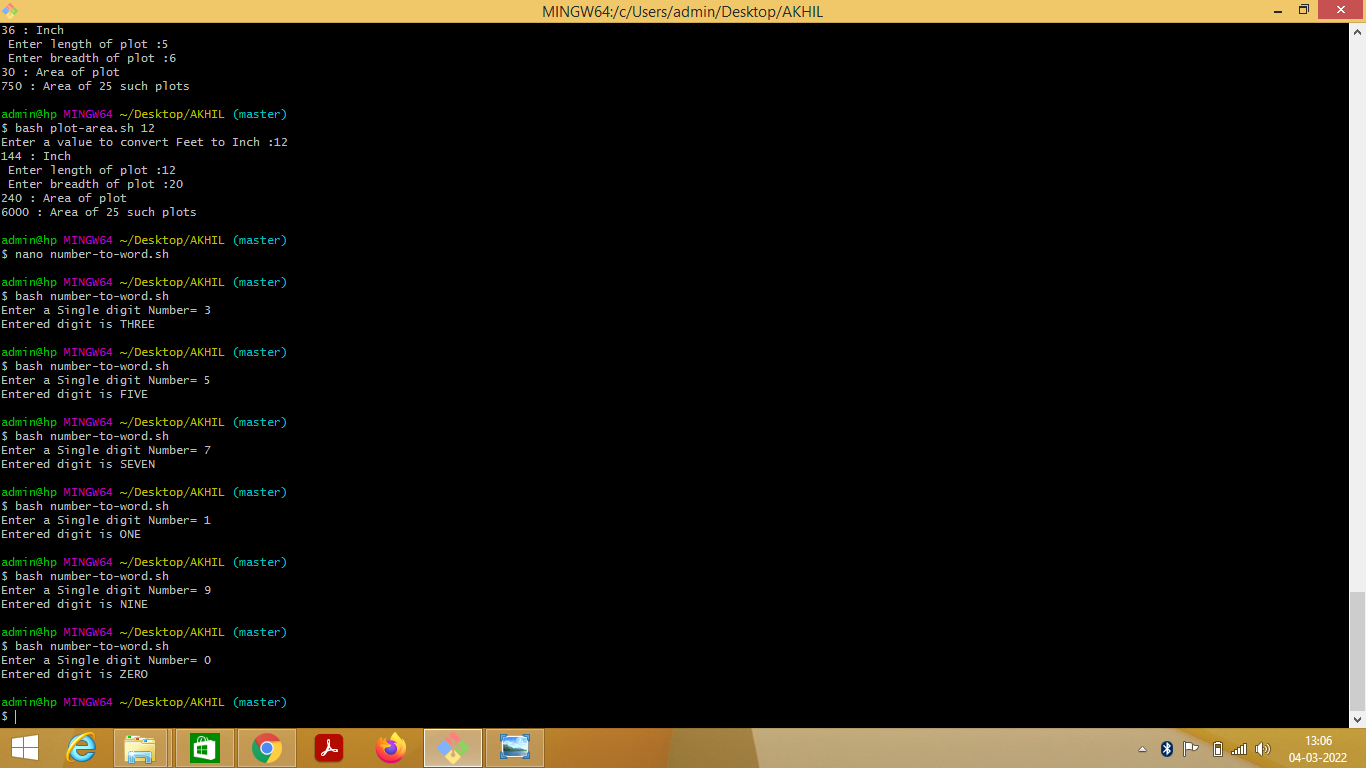 MINGW64:/c/Users/admin/Desktop/AKHIL
36 : Inch
 Enter length of plot :5
 Enter breadth of plot :6
30 : Area of plot
750 : Area of 25 such plots
admin@hp MINGW64 ~/Desktop/AKHIL (master)
$ bash plot-area.sh 12
Enter a value to convert Feet to Inch :12
144 : Inch
 Enter length of plot :12
 Enter breadth of plot :20
240 : Area of plot
6000 : Area of 25 such plots
admin@hp MINGW64 ~/Desktop/AKHIL (master)
$ nano number-to-word.sh
admin@hp MINGW64 ~/Desktop/AKHIL (master)
$ bash number-to-word.sh
Enter a Single digit Number= 3
Entered digit is THREE
admin@hp MINGW64 ~/Desktop/AKHIL (master)
$ bash number-to-word.sh
Enter a Single digit Number= 5
Entered digit is FIVE
admin@hp MINGW64 ~/Desktop/AKHIL (master)
$ bash number-to-word.sh
Enter a Single digit Number= 7
Entered digit is SEVEN
admin@hp MINGW64 ~/Desktop/AKHIL (master)
$ bash number-to-word.sh
Enter a Single digit Number= 1
Entered digit is ONE
admin@hp MINGW64 ~/Desktop/AKHIL (master)
$ bash number-to-word.sh
Enter a Single digit Number= 9
Entered digit is NINE
admin@hp MINGW64 ~/Desktop/AKHIL (master)
$ bash number-to-word.sh
Enter a Single digit Number= 0
Entered digit is ZERO
admin@hp MINGW64 ~/Desktop/AKHIL (master)
$
13:06
04-03-2022